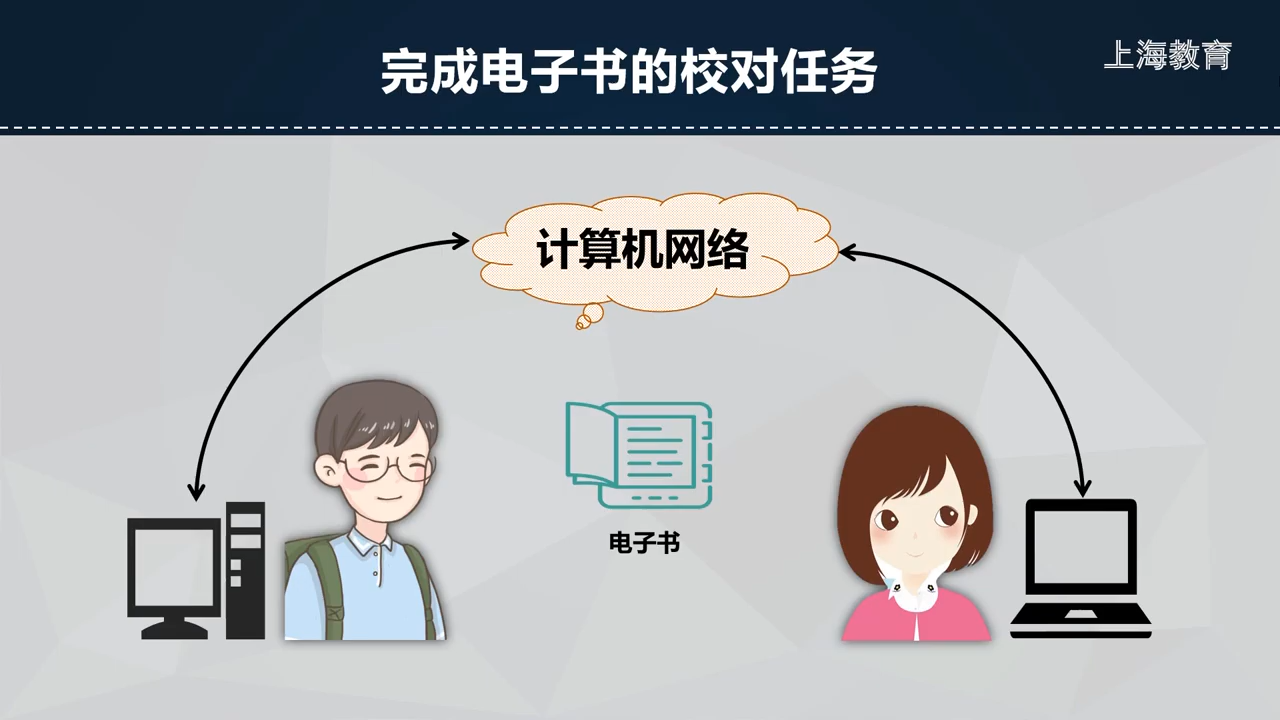 完成电子书的校对任务
上海教育
计算机网络
电子书